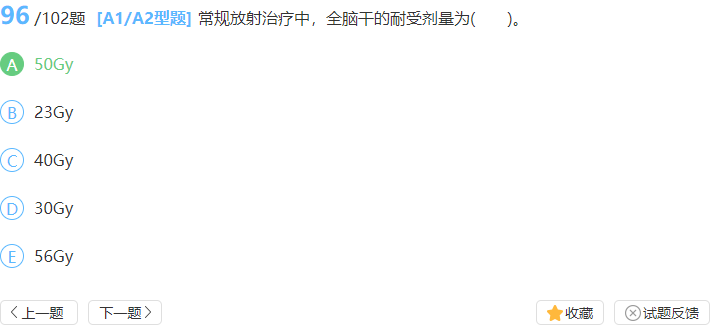 96 /102题 [A1/A2型题] 常规放射治疗中，全脑干的耐受剂量为( )。
A 50Gy
B 23Gy
C 40Gy
D 30Gy
E 56Gy
上一题 下一题 收藏 试题反馈